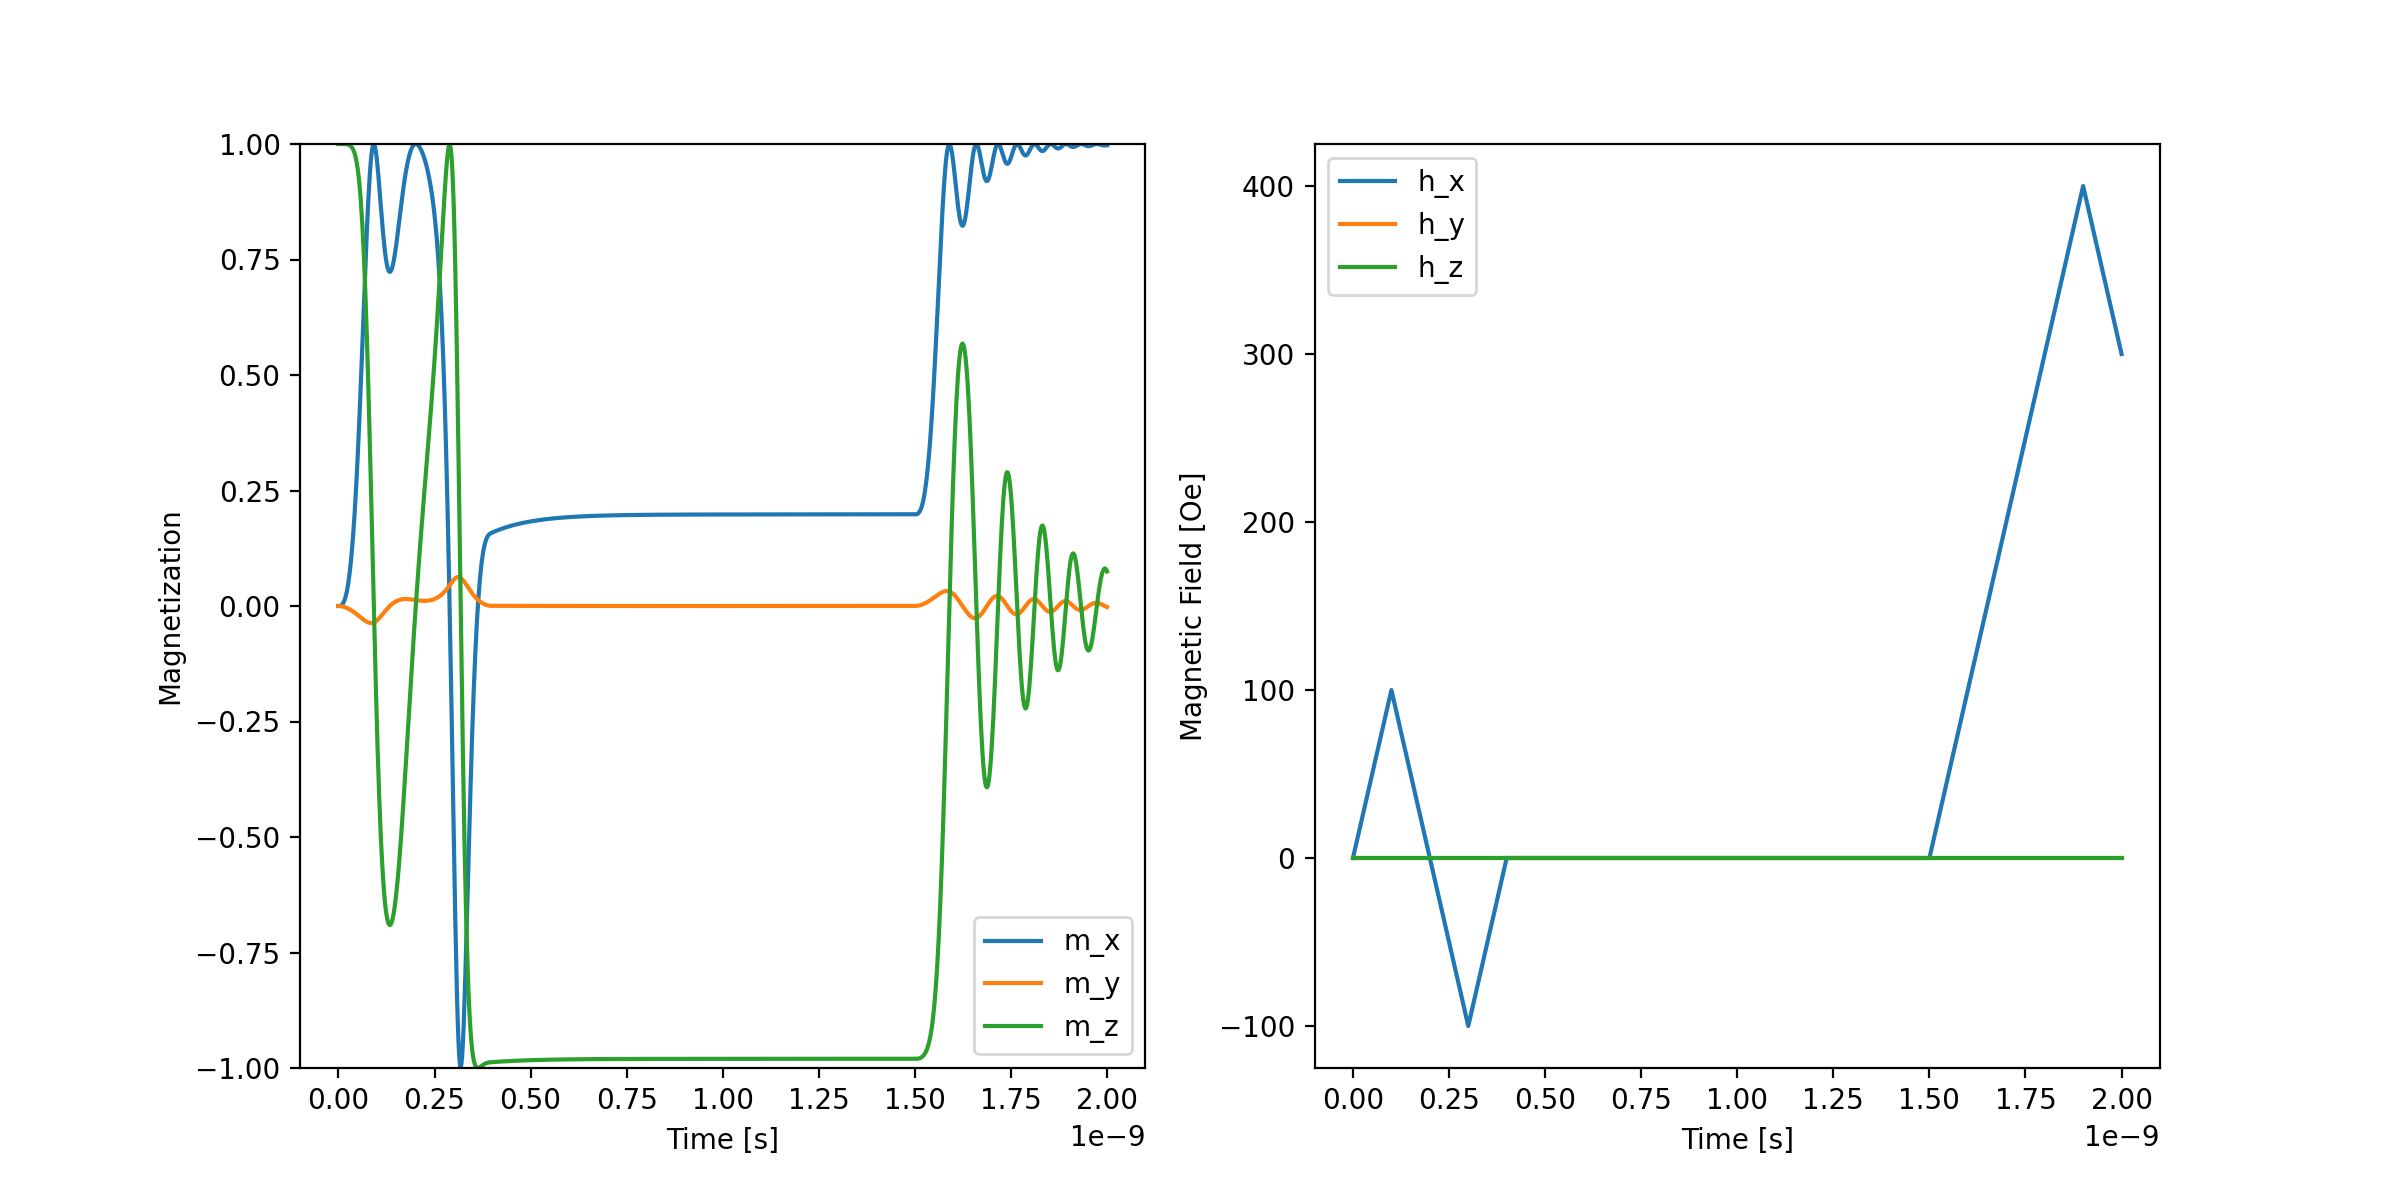 1.00
0.75
0.50
0.25
0.00
−0.25
−0.50
−0.75
−1.00
Magnetization
m_x
m_y
m_z
0.00 0.25 0.50 0.75 1.00 1.25 1.50 1.75 2.00
Time [s]
1e−9
400
300
200
100
0
−100
Magnetic Field [Oe]
h_x
h_y
h_z
0.00 0.25 0.50 0.75 1.00 1.25 1.50 1.75 2.00
Time [s]
1e−9